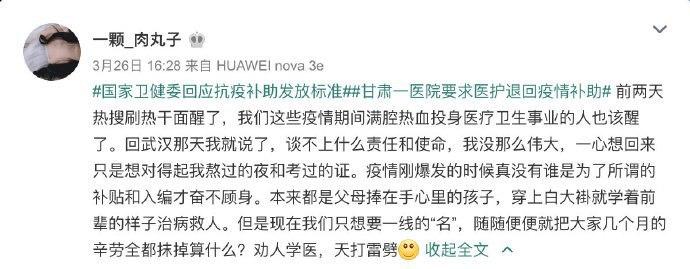 一颗_肉丸子
3月26日 16:28 来自 HUAWEI nova 3e
#国家卫健委回应抗疫补助发放标准##甘肃一医院要求医护退回疫情补助# 前两天
热搜刷热干面醒了，我们这些疫情期间满腔热血投身医疗卫生事业的人也该醒
了。回武汉那天我就说了，谈不上什么责任和使命，我没那么伟大，一心想回来
只是想对得起我熬过的夜和考过的证。疫情刚爆发的时候真没有谁是为了所谓的
补贴和入编才奋不顾身。本来都是父母捧在手心里的孩子，穿上白大褂就学着前
辈的样子治病救人。但是现在我们只想要一线的“名”，随随便便就把大家几个月的
辛劳全都抹掉算什么？劝人学医，天打雷劈 收起全文